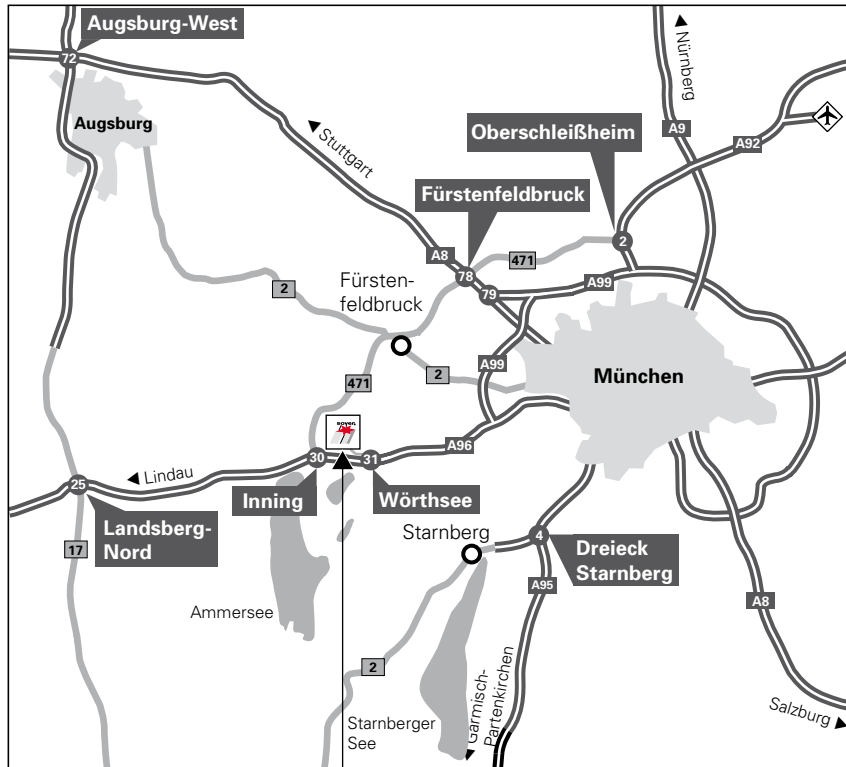 Augsburg-West
72
Augsburg
Nürnberg
A9
A92
Oberschleißheim
Stuttgart
Fürstenfeldbruck
2
471
A8
78
79
A99
Fürsten-
feldbruck
2
A99
2
München
471
noven
30
31
A96
Lindau
25
Inning
Wörthsee
Landsberg-
Nord
17
Starnberg
4
Dreieck
Starnberg
A95
A8
Ammersee
2
Starnberger
See
Garmisch-
Partenkirchen
Salzburg